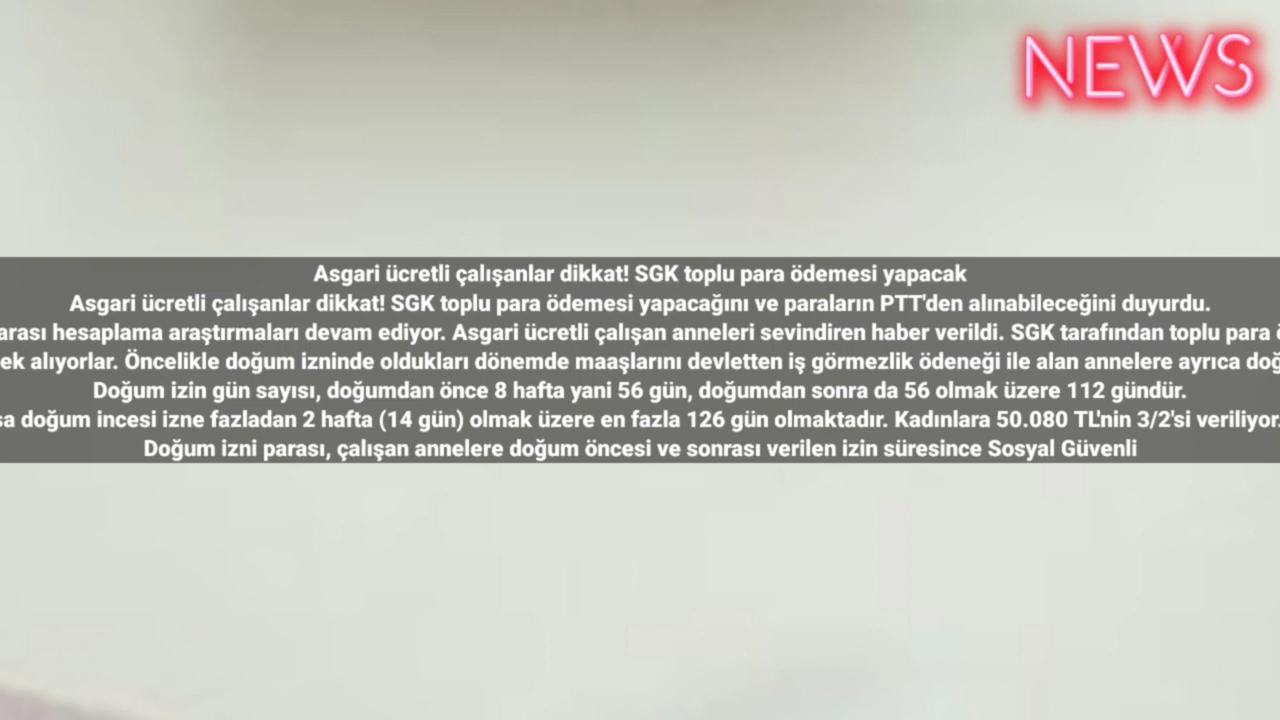 NEWS
Asgari ücretli çalışanlar dikkat! SGK toplu para ödemesi yapacak
Asgari ücretli çalışanlar dikkat! SGK toplu para ödemesi yapacağını ve paraların PTT'den alınabileceğini duyurdu.
arası hesaplama araştırmaları devam ediyor. Asgari ücretli çalışan anneleri sevindiren haber verildi. SGK tarafından toplu para
ek alıyorlar. Öncelikle doğum izninde oldukları dönemde maaşlarını devletten iş görmezlik ödeneği ile alan annelere ayrıca
Doğum izin gün sayısı, doğumdan önce 8 hafta yani 56 gün, doğumdan sonra da 56 olmak üzere 112 gündür.
sa doğum incesi izne fazladan 2 hafta (14 gün) olmak üzere en fazla 126 gün olmaktadır. Kadınlara 50.080 TL'nin 3/2'si veriliyor.
Doğum izni parası, çalışan annelere doğum öncesi ve sonrası verilen izin süresince Sosyal Güvenli